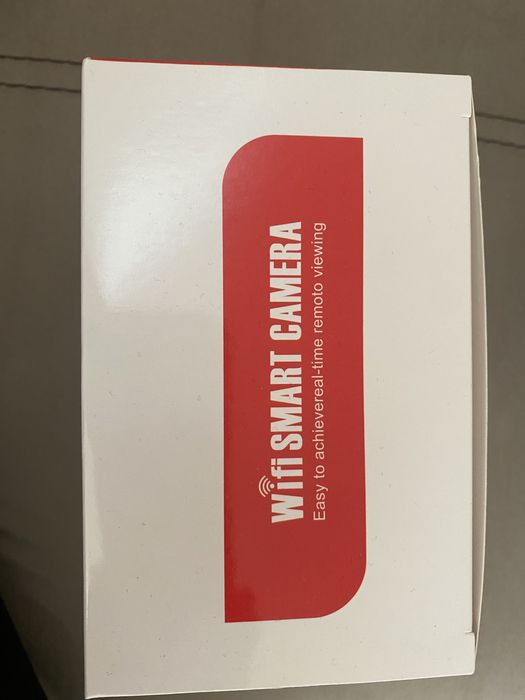 Wifi SMART CAMERA
Easy to achievereal-time remoto viewing